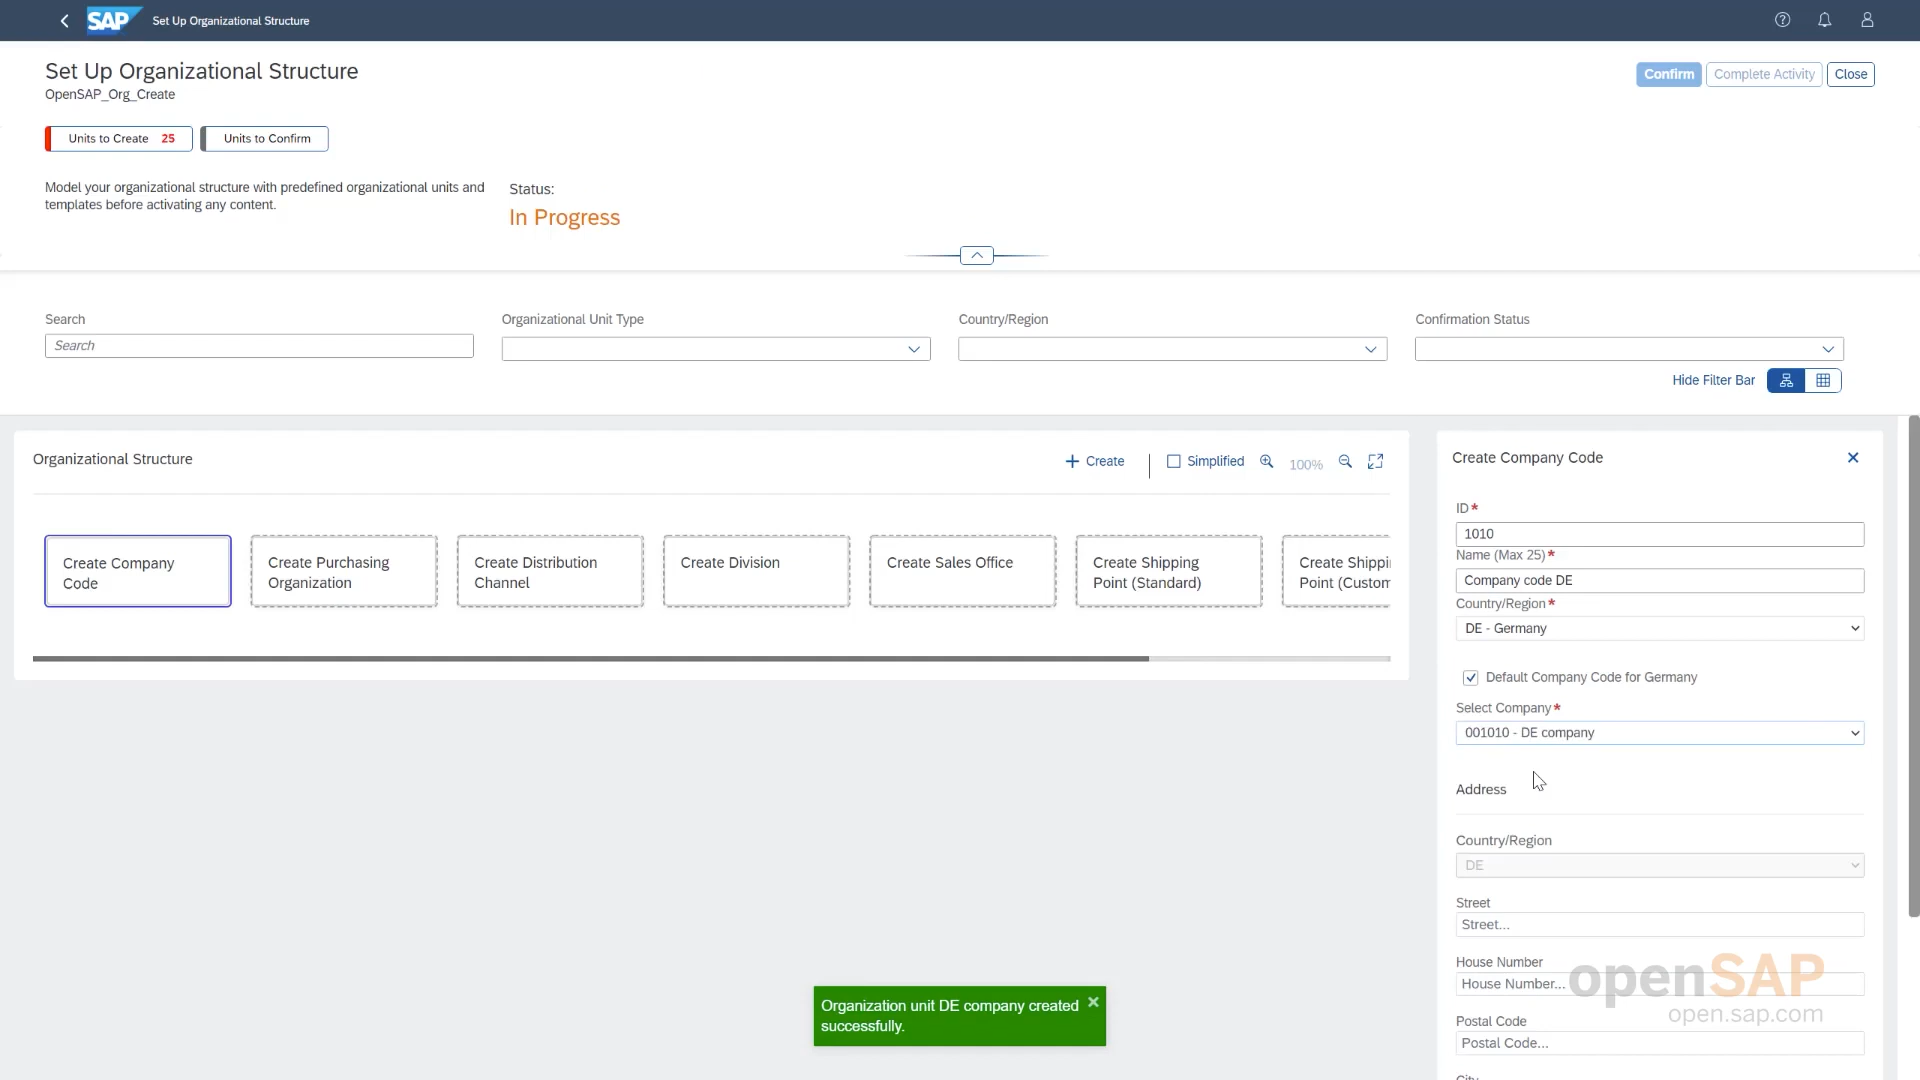 SAP
Set Up Organizational Structure
Set Up Organizational Structure
OpenSAP_Org_Create
Confirm
Complete Activity
Close
Units to Create 25
Units to Confirm
Model your organizational structure with predefined organizational units and
templates before activating any content.
Status:
In Progress
Search
Organizational Unit Type
Country/Region
Confirmation Status
Search
Hide Filter Bar
Organizational Structure
Create
Simplified
100%
Create Company
Code
Create Purchasing
Organization
Create Distribution
Channel
Create Division
Create Sales Office
Create Shipping
Point (Standard)
Create Shippi
Point (Custom
Create Company Code
ID*
1010
Name (Max 25)*
Company code DE
Country/Region*
DE - Germany
Default Company Code for Germany
Select Company*
001010 - DE company
Address
Country/Region
DE
Street
Street...
House Number
House Number...
Postal Code
Postal Code...
openSAP
open.sap.com
Organization unit DE company created
successfully.